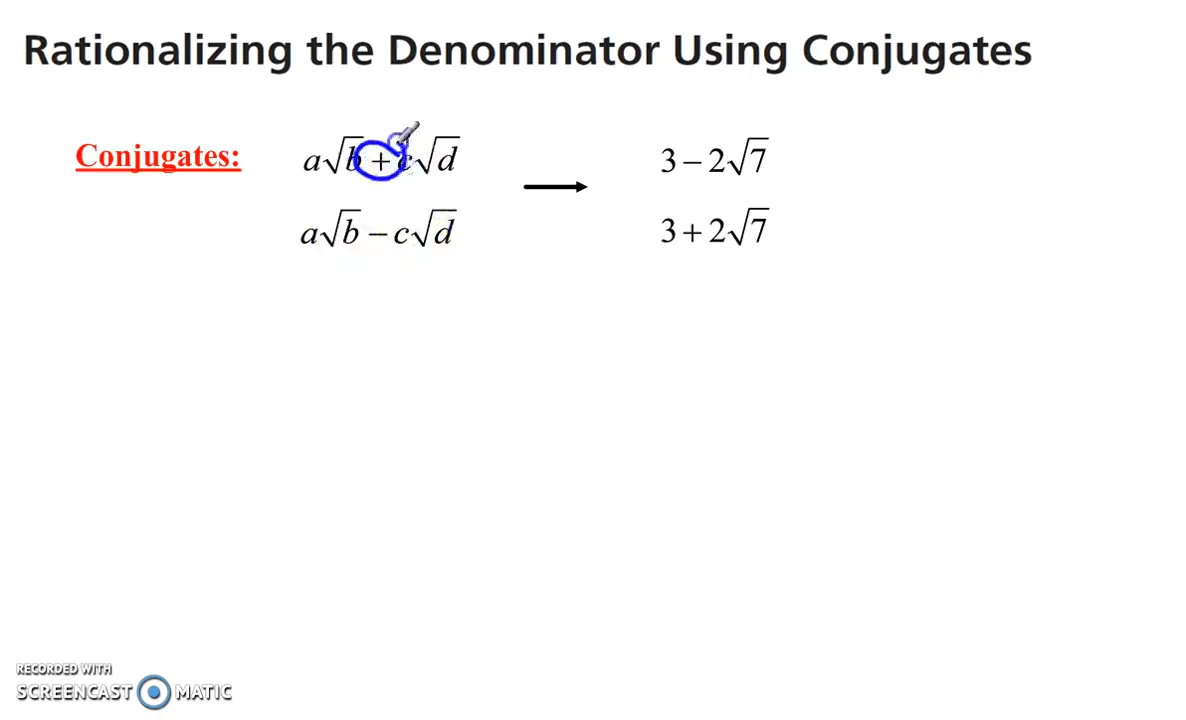 Rationalizing the Denominator Using Conjugates
Conjugates: a√b + c√d → 3 − 2√7
a√b − c√d 3 + 2√7
RECORDED WITH
SCREENCAST MATIC